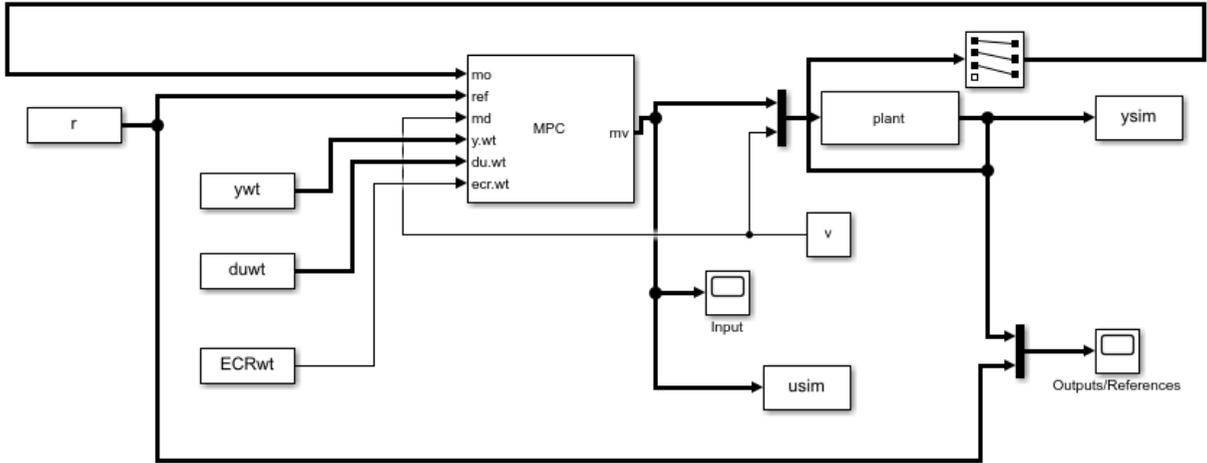 mo
ref
r
md
y.wt
MPC
mv
du.wt
ecr.wt
plant
ysim
ywt
v
duwt
Input
ECRwt
usim
Outputs/References